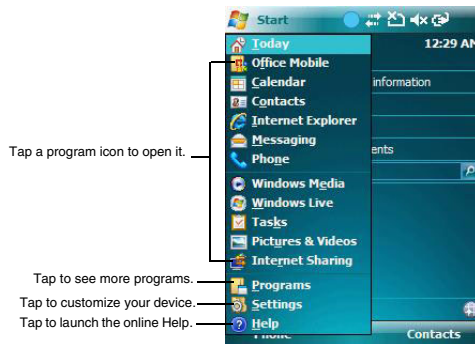 Start
Today
12:29 AM
Office Mobile
Calendar
information
Contacts
Internet Explorer
Messaging
ents
Tap a program icon to open it.
Phone
Windows Media
Windows Live
Tasks
Pictures & Videos
Internet Sharing
Tap to see more programs.
Programs
Tap to customize your device.
Settings
Tap to launch the online Help.
Help
Phone
Contacts